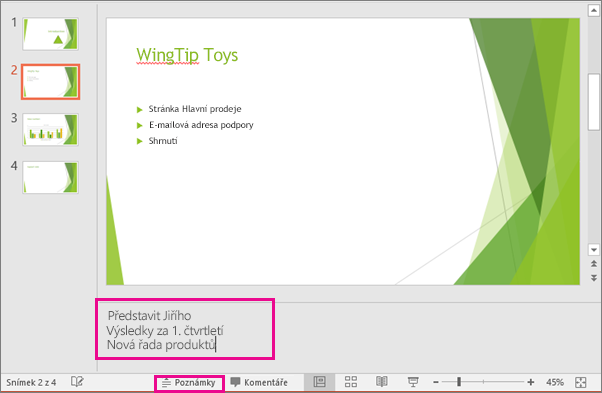 1
2
3
4
WingTip Toys
Stránka Hlavní prodeje
E-mailová adresa podpory
Shrnutí
Představit Jiřího
Výsledky za 1. čtvrtletí
Nová řada produktů
Snímek 2 z 4
Poznámky
Komentáře
45%